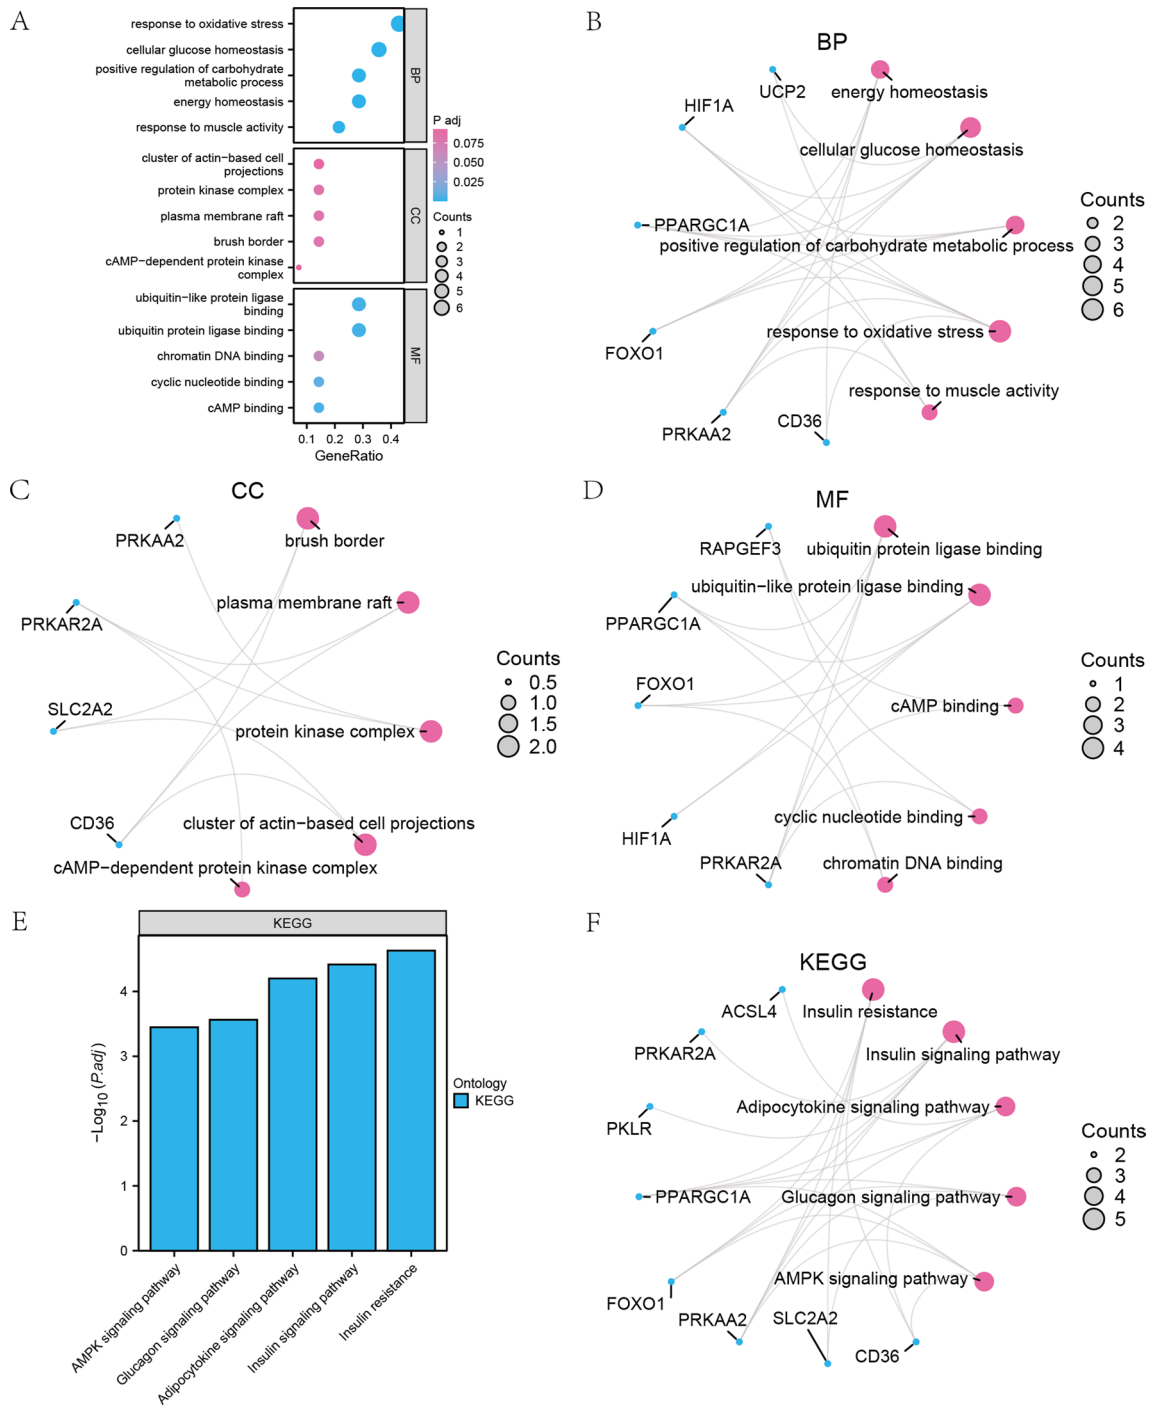 A
response to oxidative stress
cellular glucose homeostasis
positive regulation of carbohydrate
metabolic process
energy homeostasis
response to muscle activity
BP
cluster of actin−based cell
projections
protein kinase complex
plasma membrane raft
brush border
cAMP−dependent protein kinase
complex
CC
ubiquitin−like protein ligase
binding
ubiquitin protein ligase binding
chromatin DNA binding
cyclic nucleotide binding
cAMP binding
MF
0.1 0.2 0.3 0.4
GeneRatio
P adj
0.075
0.050
0.025
Counts
1
2
3
4
5
6
B
BP
UCP2
energy homeostasis
HIF1A
cellular glucose homeostasis
PPARGC1A
positive regulation of carbohydrate metabolic process
FOXO1
response to oxidative stress
response to muscle activity
PRKAA2
CD36
Counts
2
3
4
5
6
C
CC
PRKAA2
brush border
plasma membrane raft
PRKAR2A
SLC2A2
protein kinase complex
CD36
cluster of actin−based cell projections
cAMP−dependent protein kinase complex
Counts
0.5
1.0
1.5
2.0
D
MF
RAPGEF3
ubiquitin protein ligase binding
ubiquitin−like protein ligase binding
PPARGC1A
FOXO1
cAMP binding
HIF1A
cyclic nucleotide binding
PRKAR2A
chromatin DNA binding
Counts
1
2
3
4
E
KEGG
−Log10 (P.adj)
4
3
2
1
0
AMPK signaling pathway
Glucagon signaling pathway
Adipocytokine signaling pathway
Insulin signaling pathway
Insulin resistance
Ontology
KEGG
F
KEGG
ACSL4
Insulin resistance
PRKAR2A
Insulin signaling pathway
PKLR
Adipocytokine signaling pathway
PPARGC1A
Glucagon signaling pathway
FOXO1
AMPK signaling pathway
PRKAA2
SLC2A2
CD36
Counts
2
3
4
5